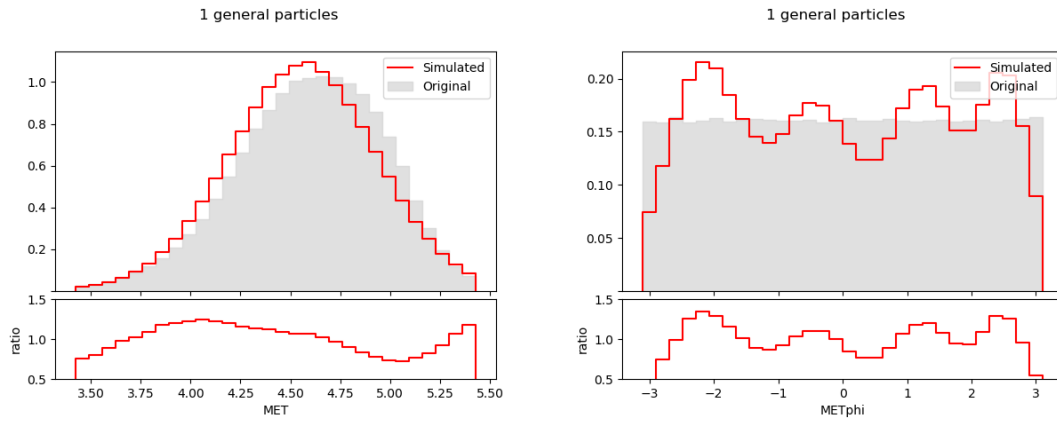 1 general particles
Simulated
Original
1.0
0.8
0.6
0.4
0.2
1.5
1.0
0.5
ratio
3.50 3.75 4.00 4.25 4.50 4.75 5.00 5.25 5.50
MET
1 general particles
Simulated
Original
0.20
0.15
0.10
0.05
1.5
1.0
0.5
ratio
−3 −2 −1 0 1 2 3
METphi